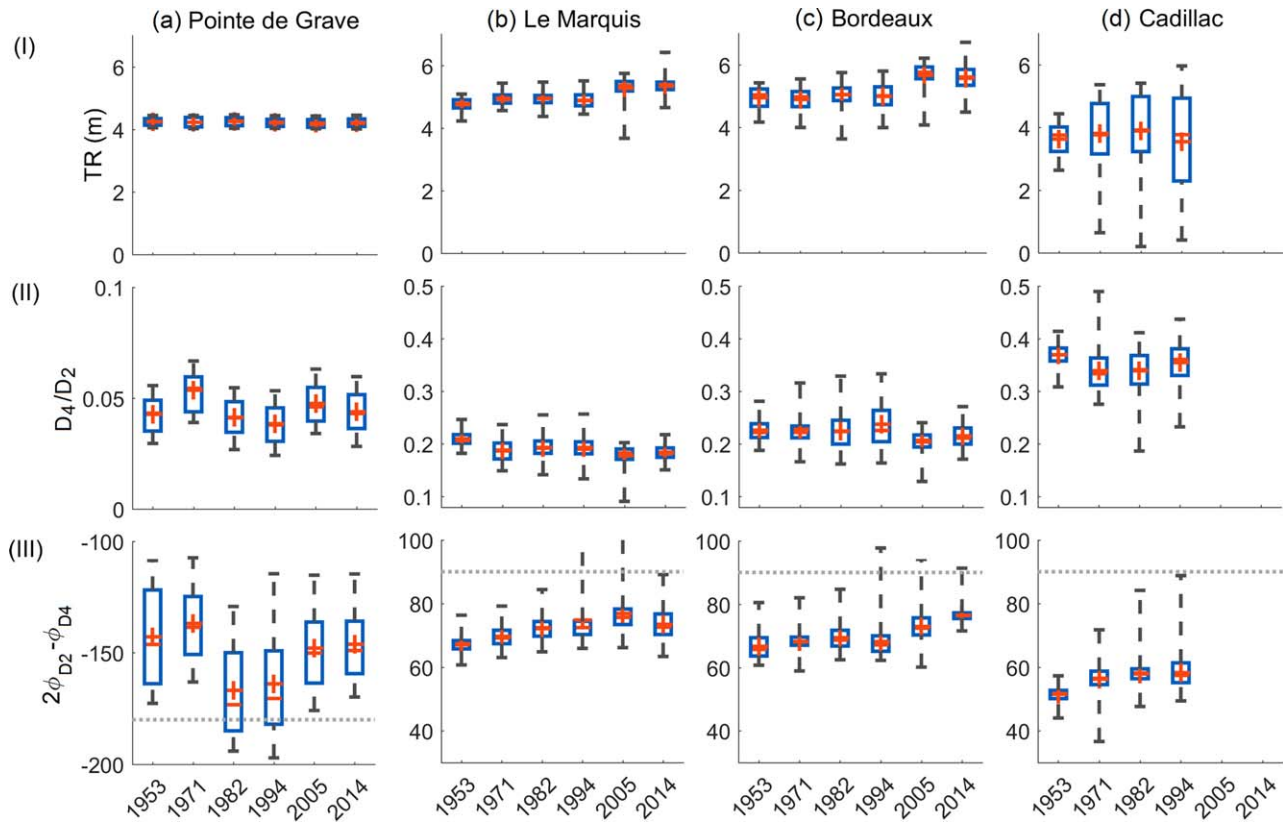 (a) Pointe de Grave (b) Le Marquis (c) Bordeaux (d) Cadillac
(I)
TR (m)
6 4 2 0
6 4 2 0
6 4 2 0
6 4 2 0
(II)
D4/D2
0.1 0.05 0
0.5 0.4 0.3 0.2 0.1
0.5 0.4 0.3 0.2 0.1
0.5 0.4 0.3 0.2 0.1
(III)
2ϕD2-ϕD4
-100 -150 -200
100 80 60 40
100 80 60 40
100 80 60 40
1953 1971 1982 1994 2005 2014
1953 1971 1982 1994 2005 2014
1953 1971 1982 1994 2005 2014
1953 1971 1982 1994 2005 2014